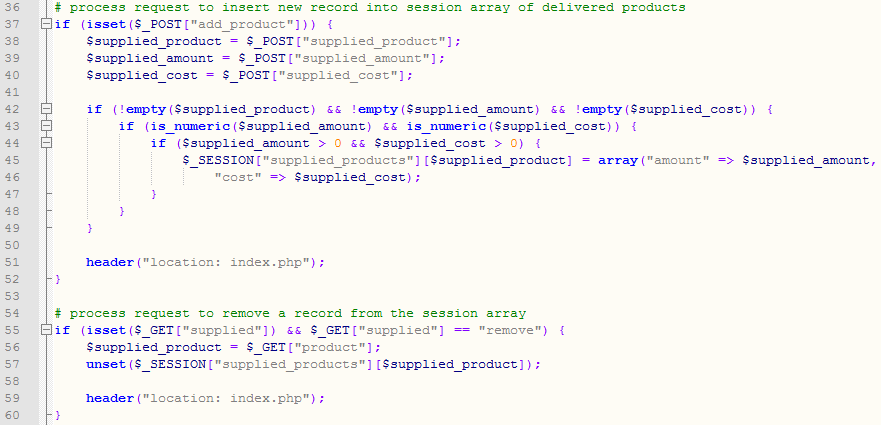 36 # process request to insert new record into session array of delivered products
37 if (isset($_POST["add_product"])) {
38     $supplied_product = $_POST["supplied_product"];
39     $supplied_amount = $_POST["supplied_amount"];
40     $supplied_cost = $_POST["supplied_cost"];
41
42     if (!empty($supplied_product) && !empty($supplied_amount) && !empty($supplied_cost)) {
43         if (is_numeric($supplied_amount) && is_numeric($supplied_cost)) {
44             if ($supplied_amount > 0 && $supplied_cost > 0) {
45                 $_SESSION["supplied_products"][$supplied_product] = array("amount" => $supplied_amount,
46                     "cost" => $supplied_cost);
47             }
48         }
49     }
50
51     header("location: index.php");
52 }
53
54 # process request to remove a record from the session array
55 if (isset($_GET["supplied"]) && $_GET["supplied"] == "remove") {
56     $supplied_product = $_GET["product"];
57     unset($_SESSION["supplied_products"][$supplied_product]);
58
59     header("location: index.php");
60 }